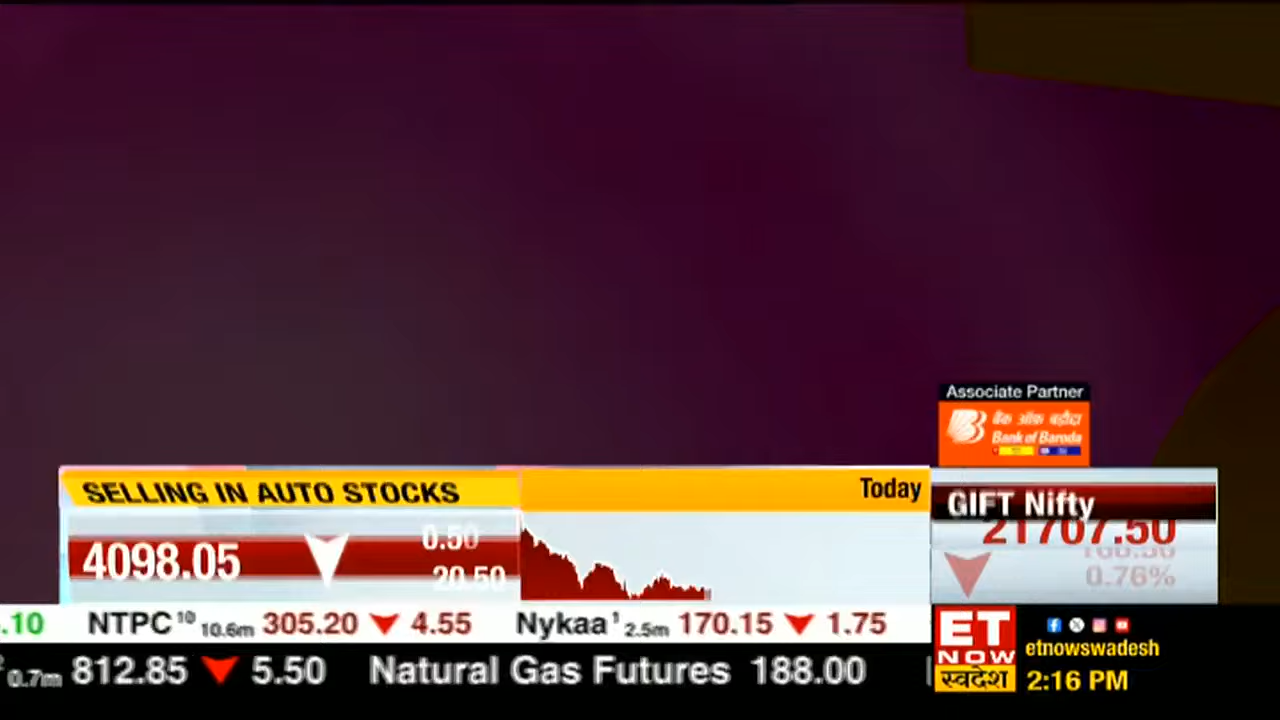 Associate Partner
बैंक ऑफ़ बड़ौदा
Bank of Baroda
SELLING IN AUTO STOCKS
Today
4098.05
0.50
20.50
GIFT Nifty
21707.50
0.76%
.10 NTPC 10 10.6m 305.20 4.55 Nykaa 1 2.5m 170.15 1.75
0.7m 812.85 5.50 Natural Gas Futures 188.00
ET
NOW
स्वदेश
etnowswadesh
2:16 PM